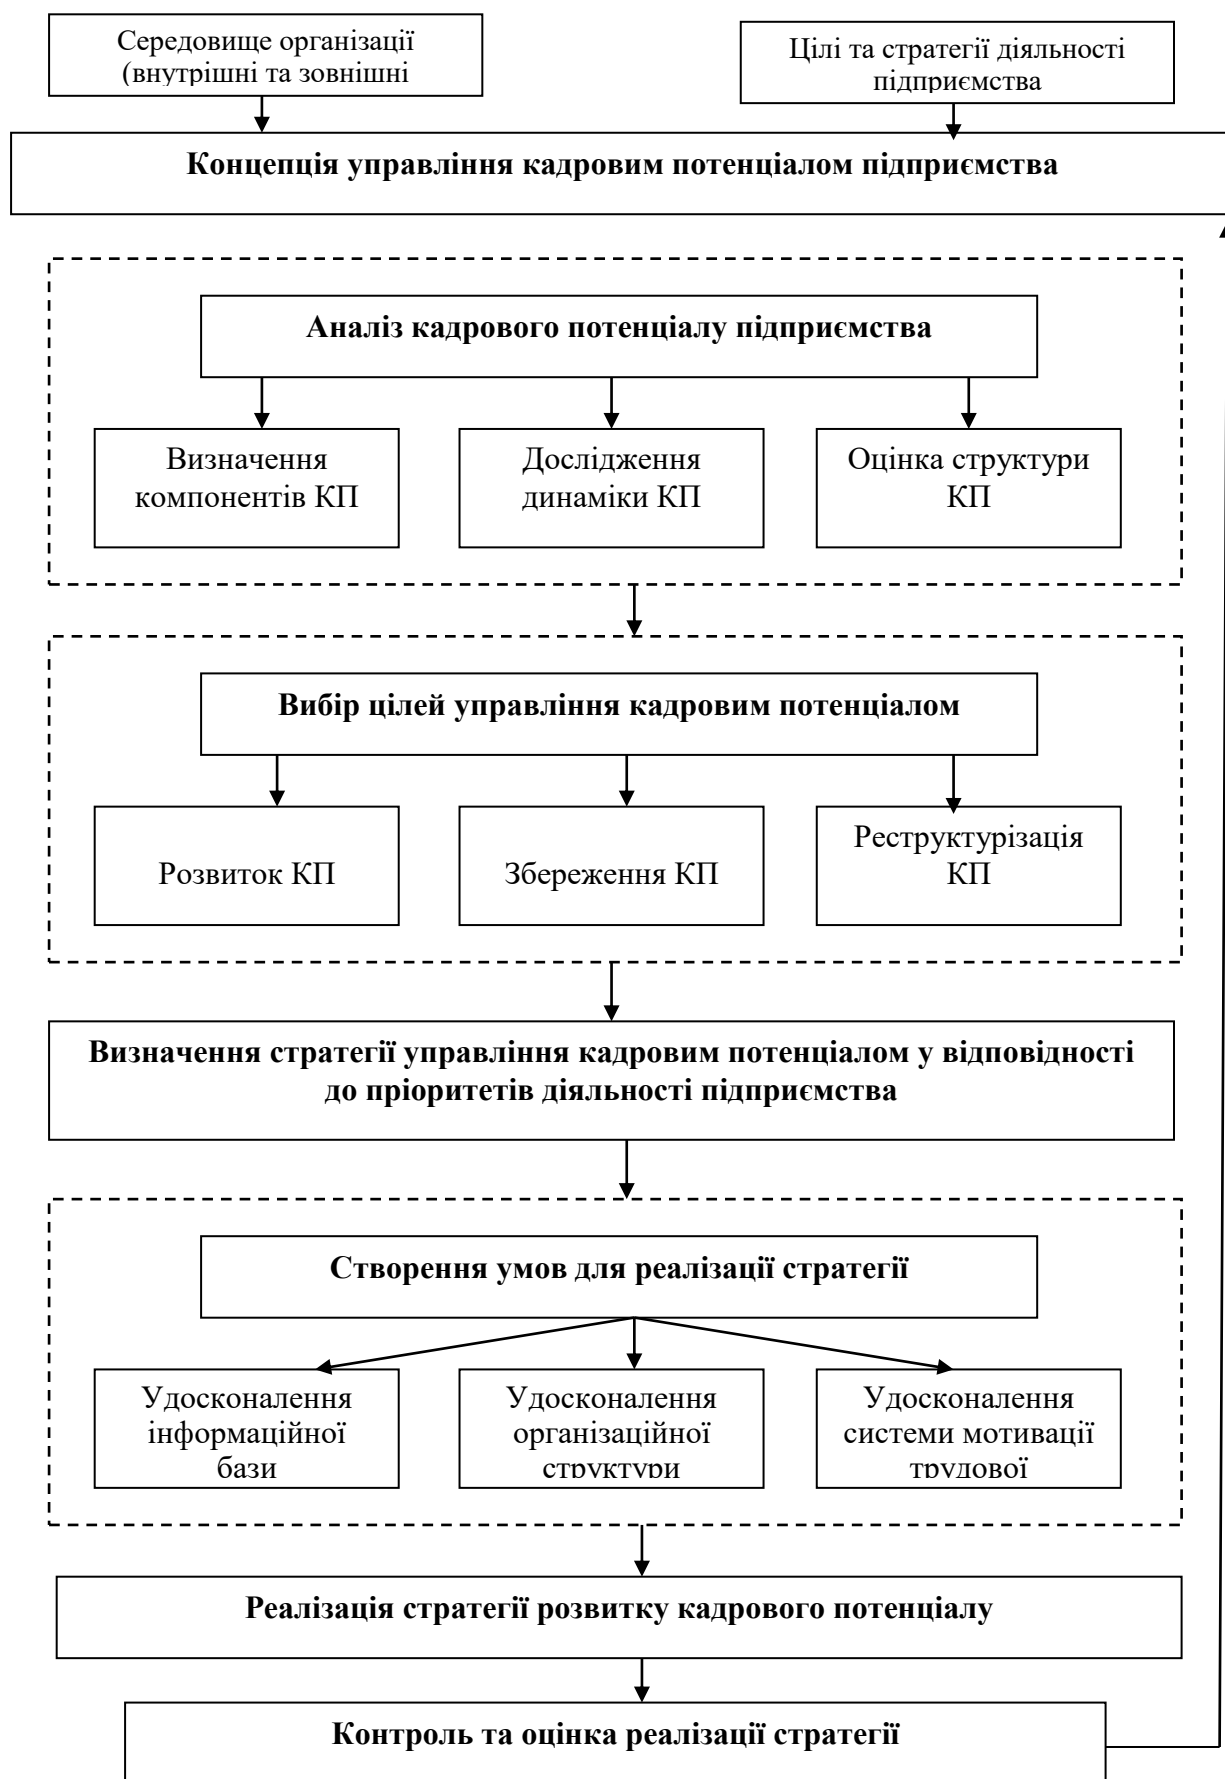 Середовище організації
(внутрішні та зовнішні
Цілі та стратегії діяльності
підприємства
Концепція управління кадровим потенціалом підприємства
Аналіз кадрового потенціалу підприємства
Визначення
компонентів КП
Дослідження
динаміки КП
Оцінка структури
КП
Вибір цілей управління кадровим потенціалом
Розвиток КП
Збереження КП
Реструктурізація
КП
Визначення стратегії управління кадровим потенціалом у відповідності
до пріоритетів діяльності підприємства
Створення умов для реалізації стратегії
Удосконалення
інформаційної
бази
Удосконалення
організаційної
структури
Удосконалення
системи мотивації
трудової
Реалізація стратегії розвитку кадрового потенціалу
Контроль та оцінка реалізації стратегії